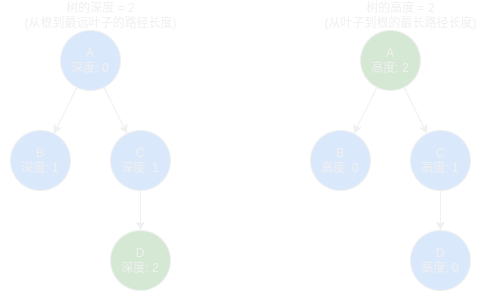 树的深度 = 2
(从根到最远叶子的路径长度)
A
深度: 0
B
深度: 1
C
深度: 1
D
深度: 2
树的高度 = 2
(从叶子到根的最长路径长度)
A
高度: 2
B
高度: 0
C
高度: 1
D
高度: 0